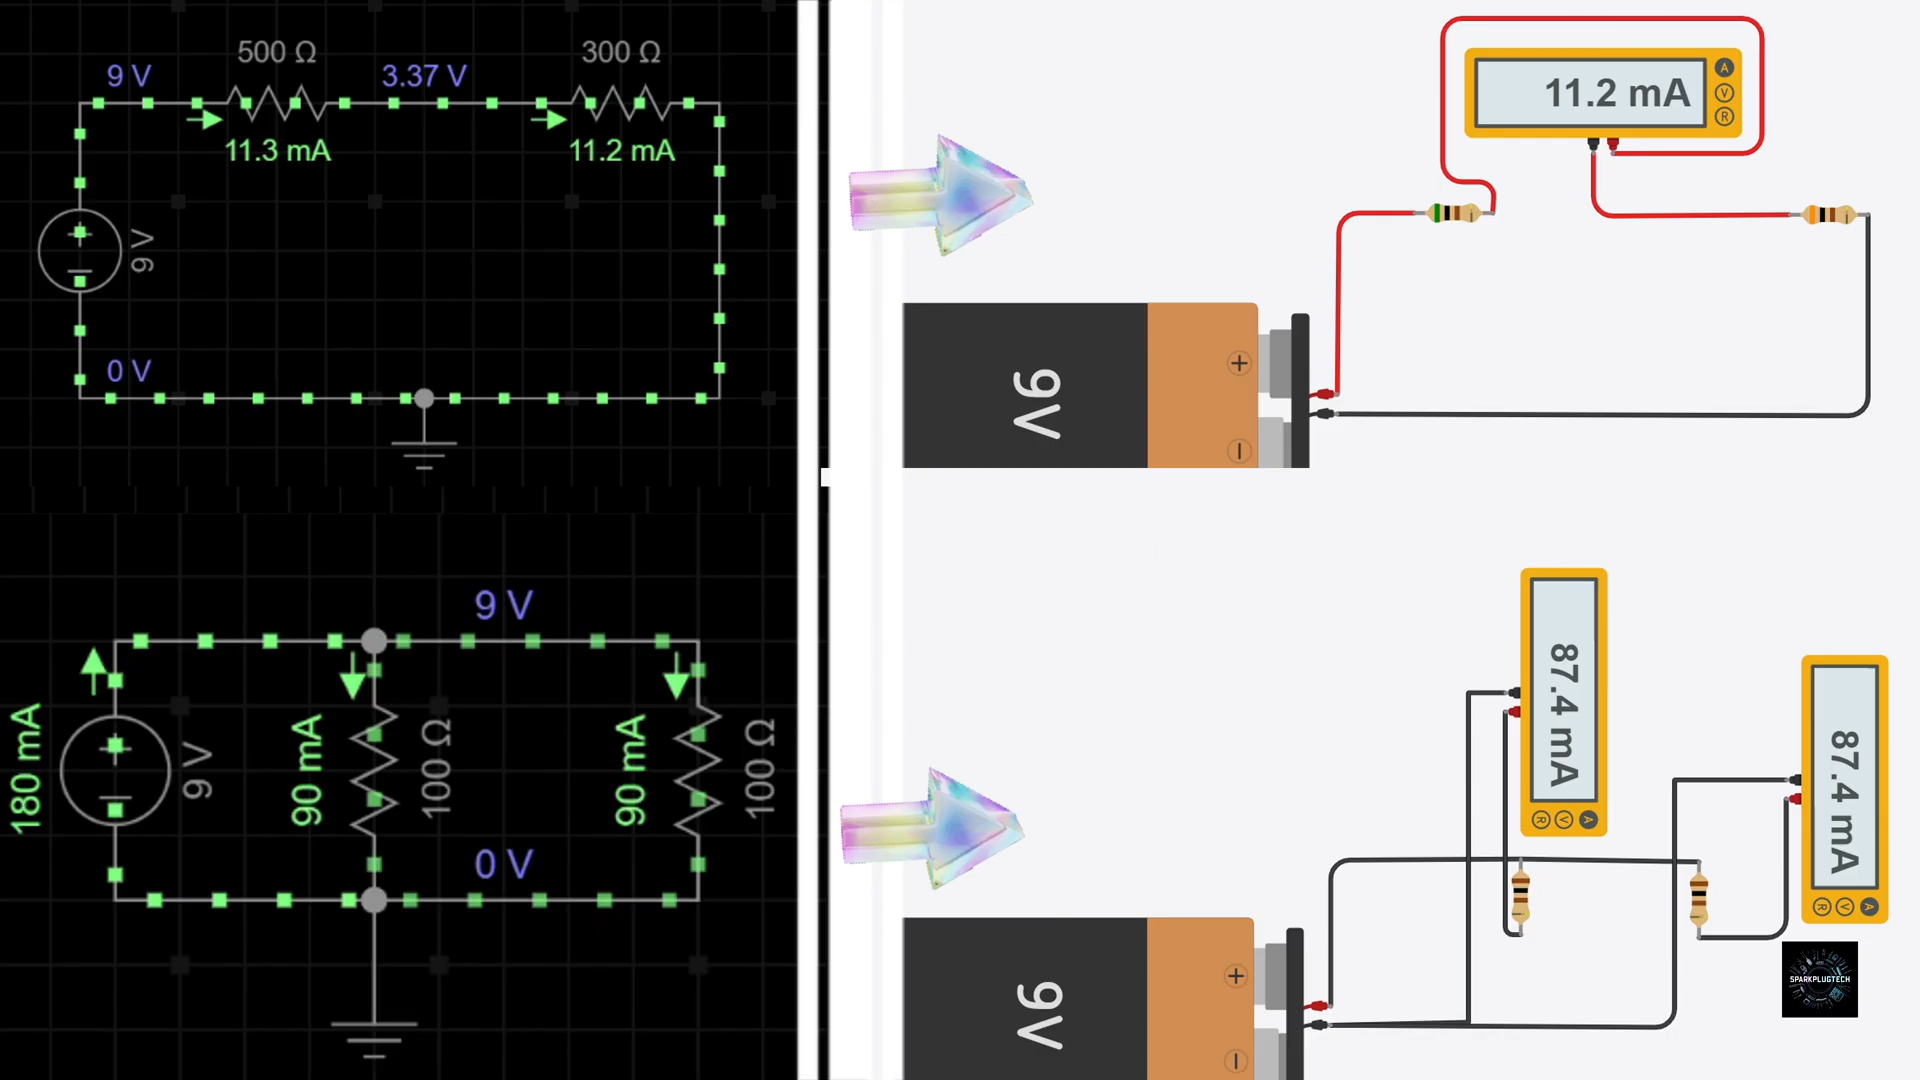 500 Ω
300 Ω
9 V
3.37 V
11.3 mA
11.2 mA
9 V
0 V
11.2 mA
A
V
R
9V
+
−
9 V
180 mA
9 V
90 mA
100 Ω
90 mA
100 Ω
0 V
87.4 mA
A
V
R
87.4 mA
A
V
R
9V
+
−
SPARKPLUGTECH